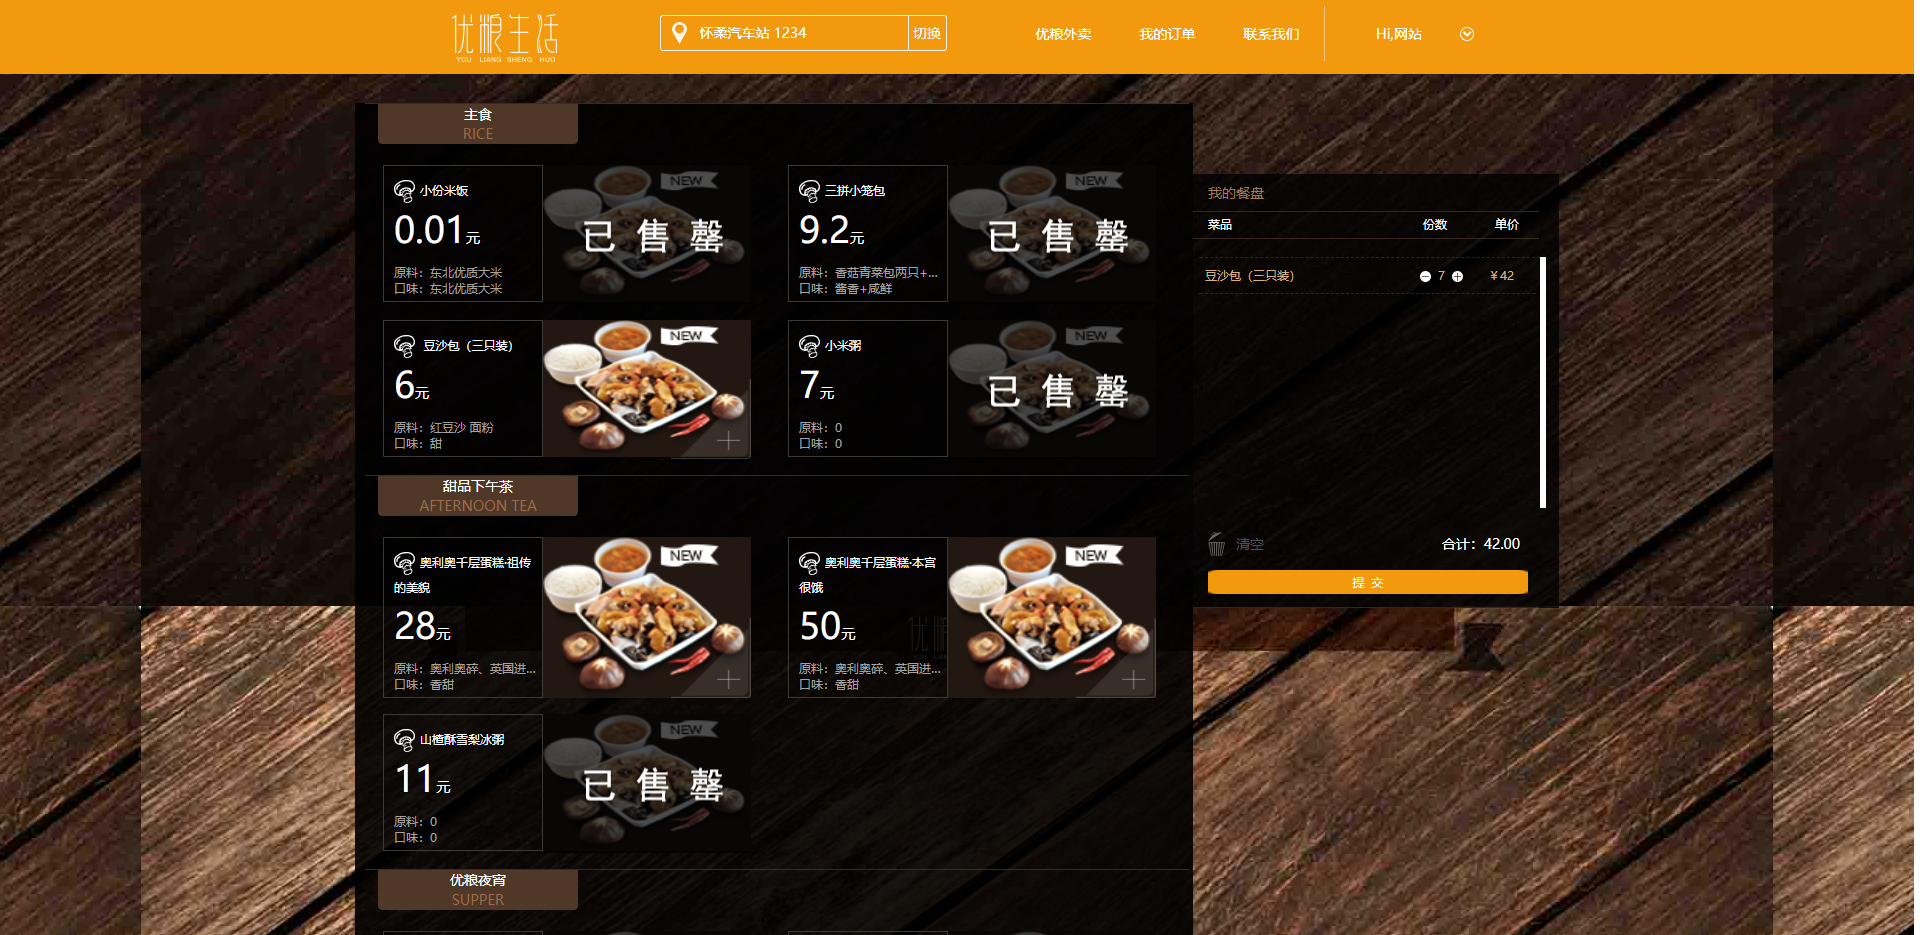 优粮生活
YOU LIANG SHENG HUO
怀柔汽车站 1234
切换
优粮外卖
我的订单
联系我们
Hi,网站
主食
RICE
小份米饭
0.01元
原料：东北优质大米
口味：东北优质大米
NEW
已售罄
三拼小笼包
9.2元
原料：香菇青菜包两只+...
口味：酱香+咸鲜
NEW
已售罄
豆沙包（三只装）
6元
原料：红豆沙 面粉
口味：甜
NEW
小米粥
7元
原料：0
口味：0
NEW
已售罄
甜品下午茶
AFTERNOON TEA
奥利奥千层蛋糕·祖传
的美貌
28元
原料：奥利奥碎、英国进...
口味：香甜
NEW
奥利奥千层蛋糕·本宫
很饿
50元
原料：奥利奥碎、英国进...
口味：香甜
NEW
山楂酥雪梨冰粥
11元
原料：0
口味：0
NEW
已售罄
优粮夜宵
SUPPER
我的餐盘
菜品 份数 单价
豆沙包（三只装） 7 ￥42
清空
合计：42.00
提 交